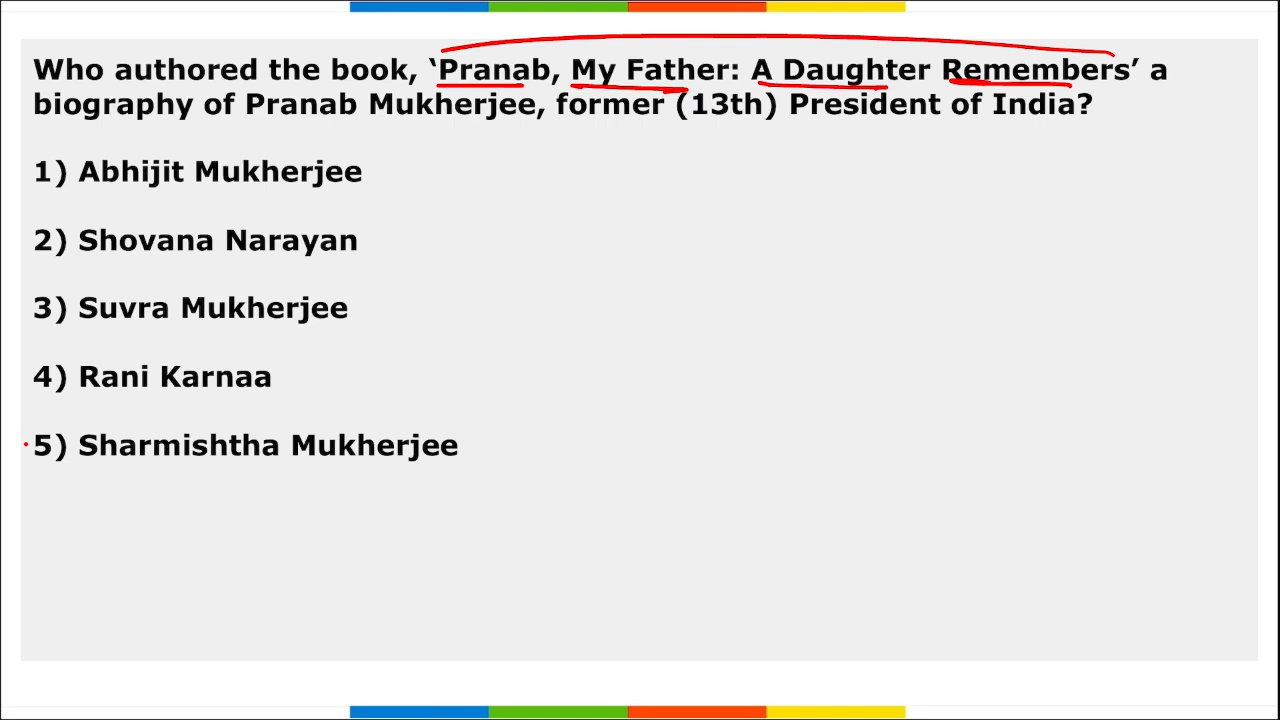 Who authored the book, ‘Pranab, My Father: A Daughter Remembers’ a
biography of Pranab Mukherjee, former (13th) President of India?
1) Abhijit Mukherjee
2) Shovana Narayan
3) Suvra Mukherjee
4) Rani Karnaa
5) Sharmishtha Mukherjee